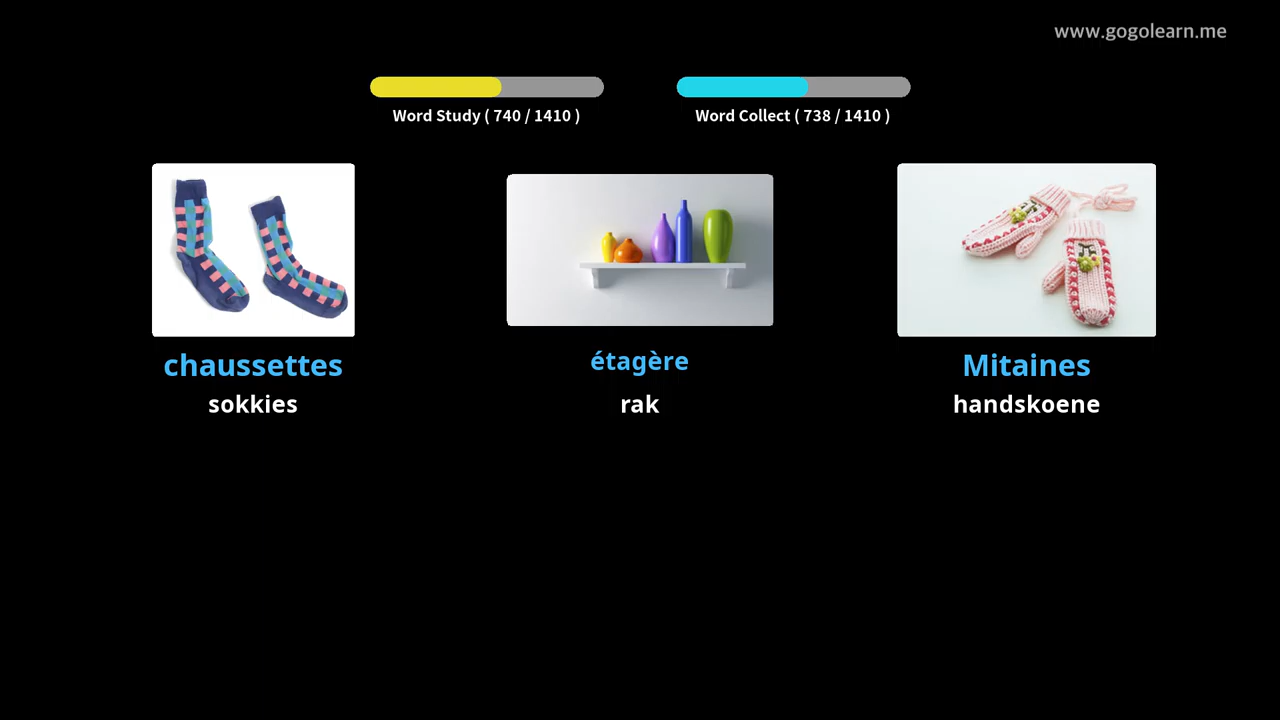 www.gogolearn.me
Word Study ( 740 / 1410 )
Word Collect ( 738 / 1410 )
chaussettes
sokkies
étagère
rak
Mitaines
handskoene